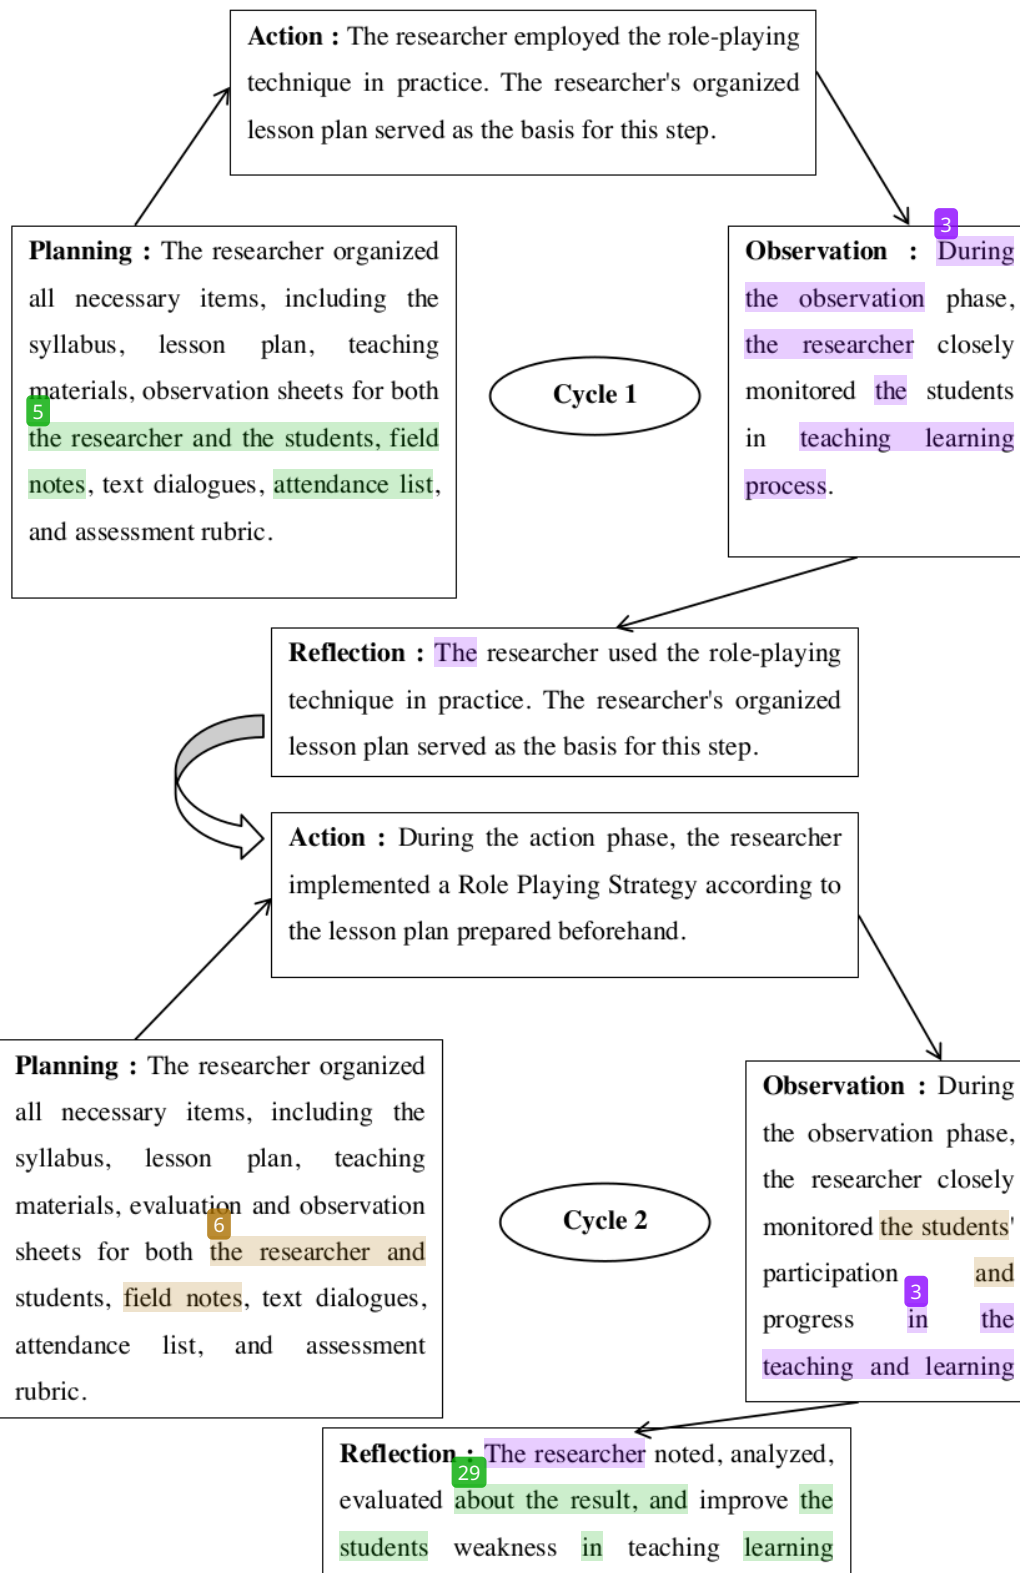 Action : The researcher employed the role-playing
technique in practice. The researcher's organized
lesson plan served as the basis for this step.
Planning : The researcher organized
all necessary items, including the
syllabus, lesson plan, teaching
materials, observation sheets for both
5
the researcher and the students, field
notes, text dialogues, attendance list,
and assessment rubric.
Cycle 1
3
Observation : During
the observation phase,
the researcher closely
monitored the students
in teaching learning
process.
Reflection : The researcher used the role-playing
technique in practice. The researcher's organized
lesson plan served as the basis for this step.
Action : During the action phase, the researcher
implemented a Role Playing Strategy according to
the lesson plan prepared beforehand.
Planning : The researcher organized
all necessary items, including the
syllabus, lesson plan, teaching
materials, evaluation and observation
6
sheets for both the researcher and
students, field notes, text dialogues,
attendance list, and assessment
rubric.
Cycle 2
Observation : During
the observation phase,
the researcher closely
monitored the students'
participation and
3
progress in the
teaching and learning
Reflection : The researcher noted, analyzed,
29
evaluated about the result, and improve the
students weakness in teaching learning